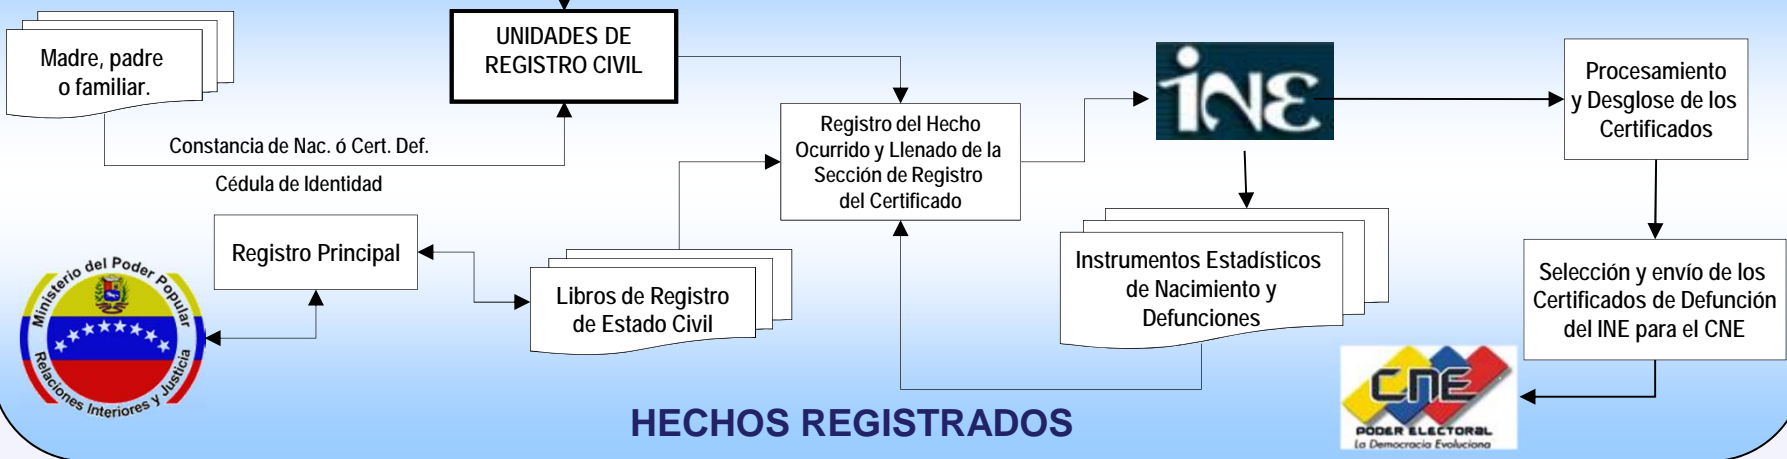 Madre, padre
o familiar.
UNIDADES DE
REGISTRO CIVIL
Constancia de Nac. ó Cert. Def.
Cédula de Identidad
Registro del Hecho
Ocurrido y Llenado de la
Sección de Registro
del Certificado
iNE
Procesamiento
y Desglose de los
Certificados
Registro Principal
Libros de Registro
de Estado Civil
Instrumentos Estadísticos
de Nacimiento y
Defunciones
Selección y envío de los
Certificados de Defunción
del INE para el CNE
Ministerio del Poder Popular
Relaciones Interiores y Justicia
CNE
PODER ELECTORAL
La Democracia Evoluciona
HECHOS REGISTRADOS